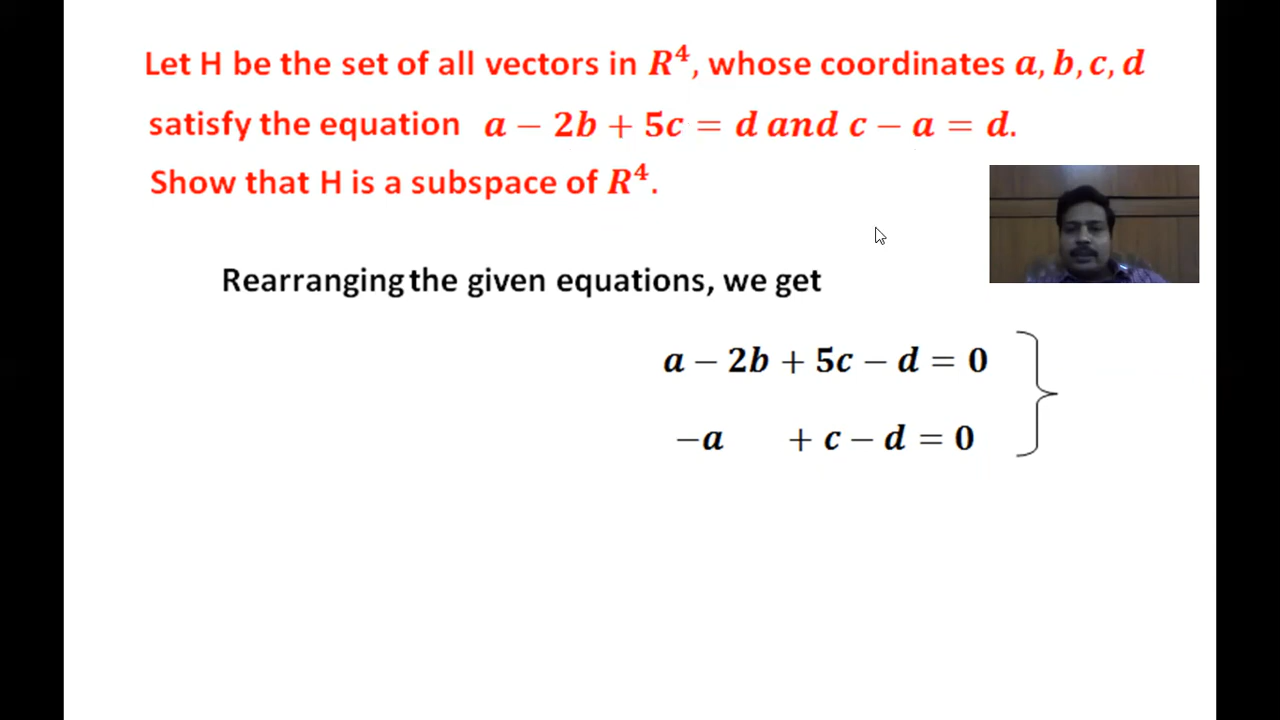 Let H be the set of all vectors in R⁴, whose coordinates a, b, c, d
satisfy the equation a − 2b + 5c = d and c − a = d.
Show that H is a subspace of R⁴.
Rearranging the given equations, we get
a − 2b + 5c − d = 0
−a + c − d = 0